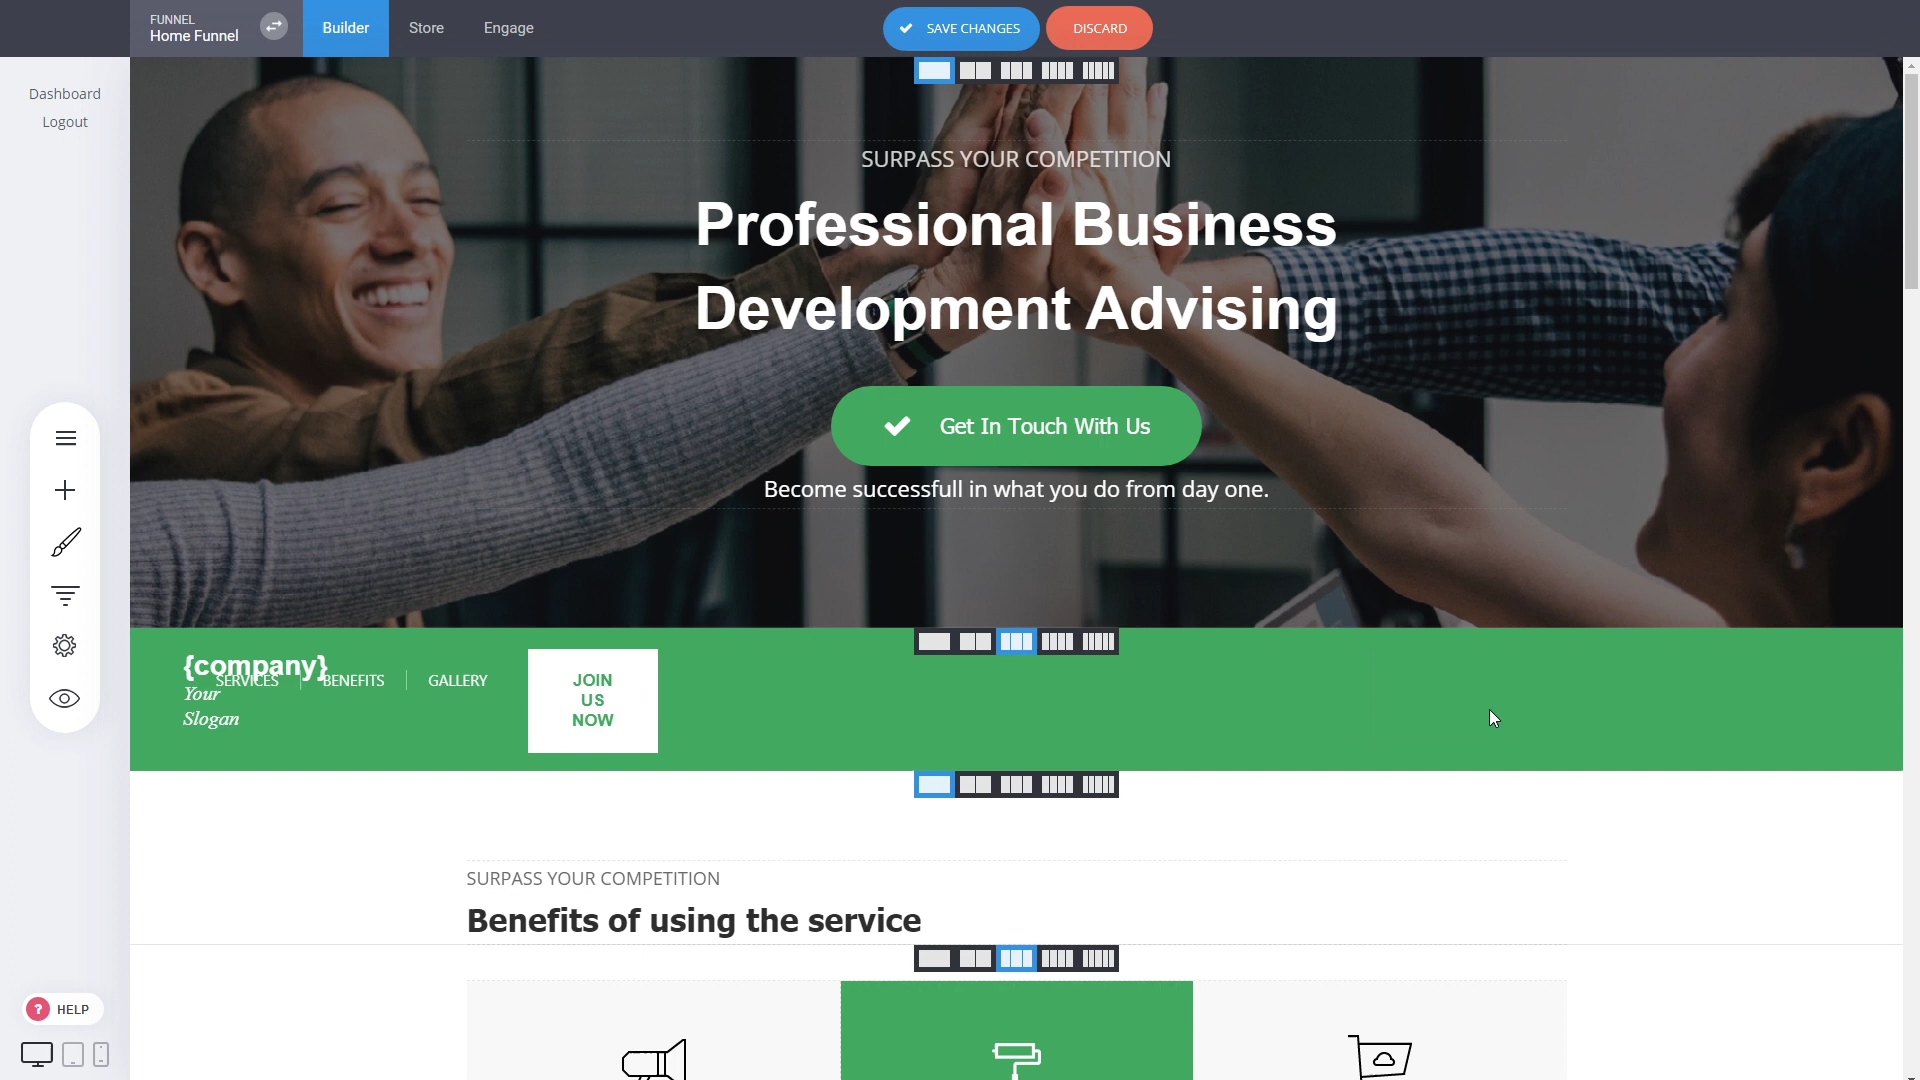 FUNNEL
Home Funnel
Builder
Store
Engage
SAVE CHANGES
DISCARD
Dashboard
Logout
SURPASS YOUR COMPETITION
Professional Business
Development Advising
Get In Touch With Us
Become successfull in what you do from day one.
{company}
Your
Slogan
SERVICES
BENEFITS
GALLERY
JOIN
US
NOW
SURPASS YOUR COMPETITION
Benefits of using the service
? HELP